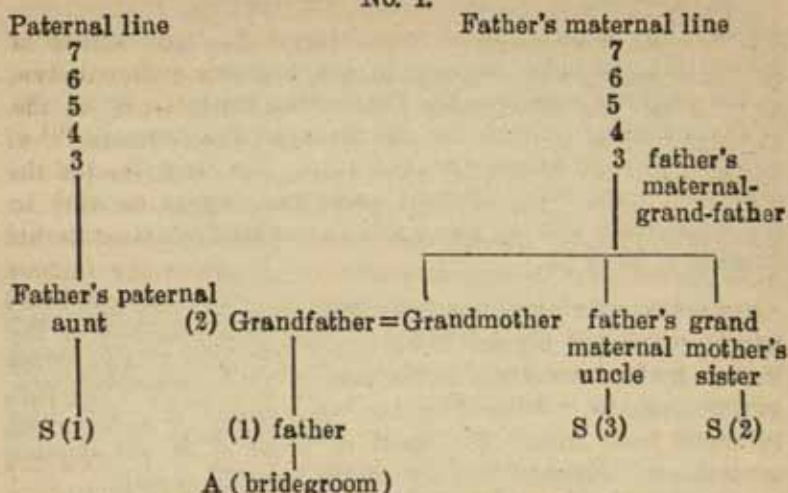 No. 1.
Paternal line Father's maternal line
7 7
6 6
5 5
4 4
3 3 father's
maternal-
grand-father
Father's paternal
aunt (2) Grandfather=Grandmother father's grand
maternal mother's
uncle sister
S (1) (1) father S (3) S (2)
A (bridegroom)